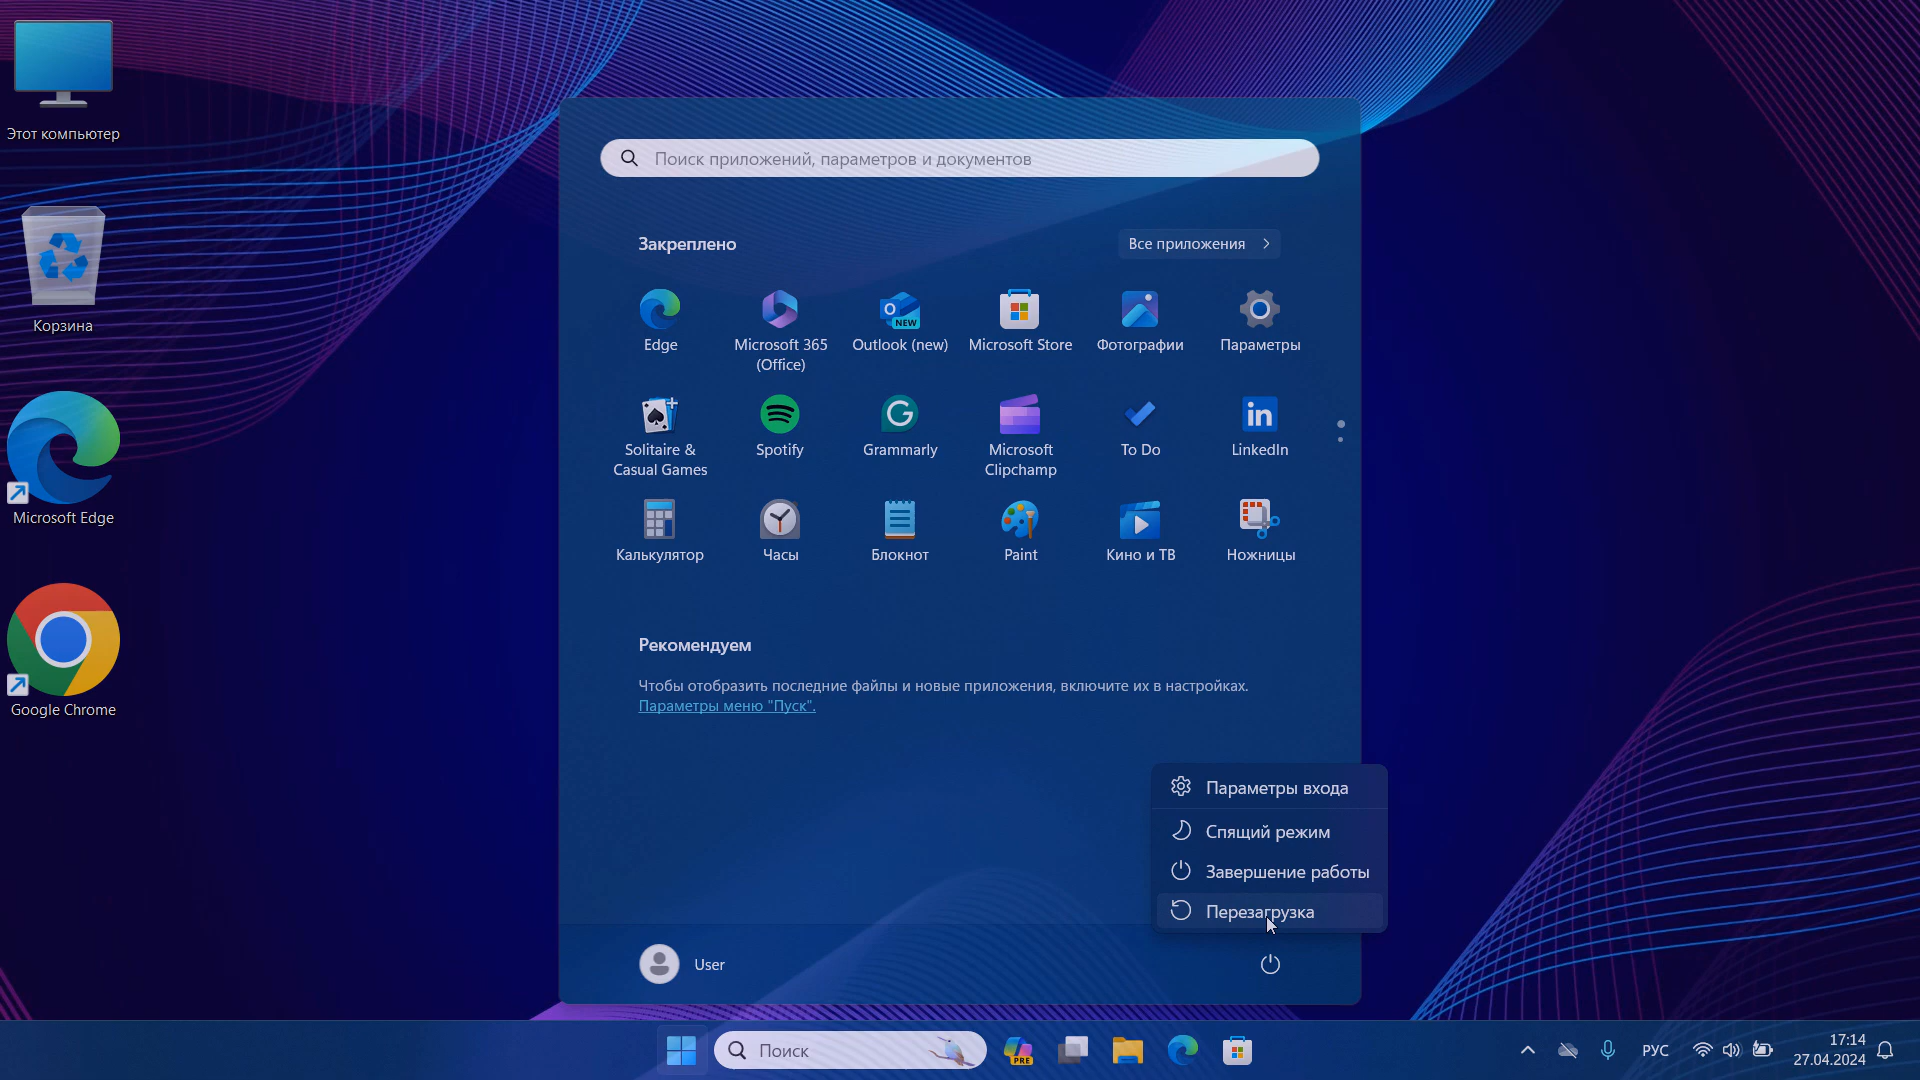 Этот компьютер
Корзина
Microsoft Edge
Google Chrome
Поиск приложений, параметров и документов
Закреплено
Все приложения
Edge
Microsoft 365
(Office)
NEW
Outlook (new)
Microsoft Store
Фотографии
Параметры
Solitaire &
Casual Games
Spotify
Grammarly
Microsoft
Clipchamp
To Do
in
LinkedIn
Калькулятор
Часы
Блокнот
Paint
Кино и ТВ
Ножницы
Рекомендуем
Чтобы отобразить последние файлы и новые приложения, включите их в настройках.
Параметры меню "Пуск".
Параметры входа
Спящий режим
Завершение работы
Перезагрузка
User
Поиск
PRE
РУС
17:14
27.04.2024